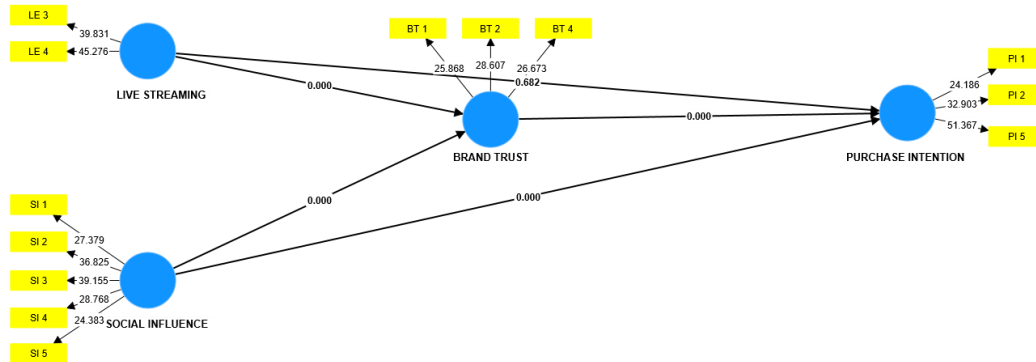 LE 3
39.831
LE 4
45.276
LIVE STREAMING
BT 1
BT 2
BT 4
25.868
28.607
26.673
0.682
0.000
BRAND TRUST
0.000
PI 1
24.186
PI 2
32.903
51.367
PI 5
PURCHASE INTENTION
0.000
0.000
SI 1
27.379
SI 2
36.825
SI 3
39.155
28.768
SI 4
24.383
SOCIAL INFLUENCE
SI 5